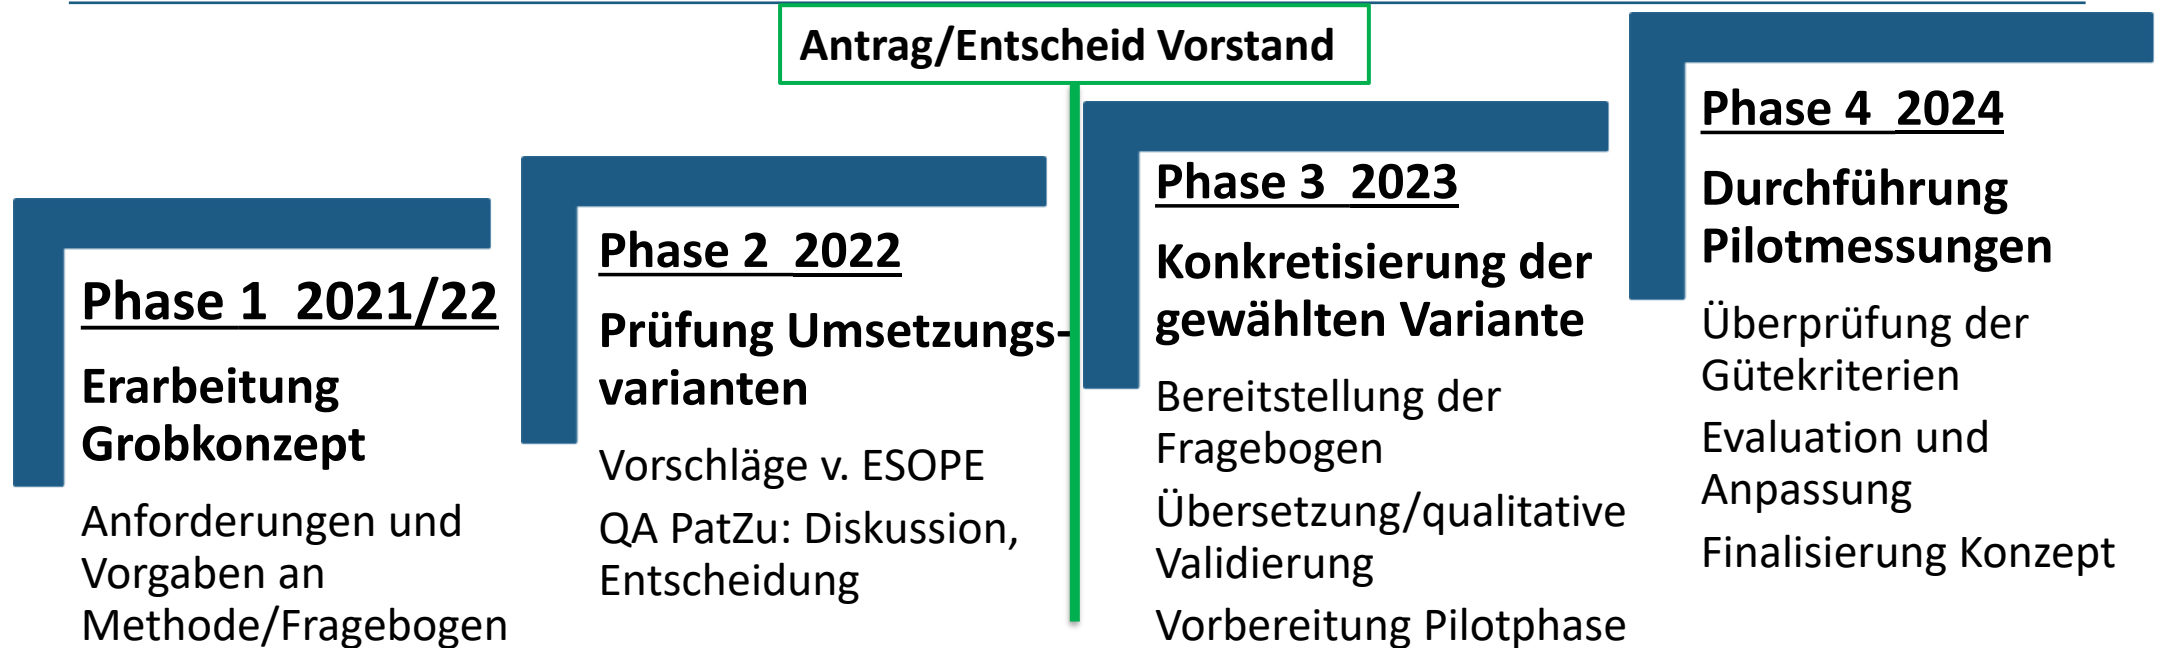 Antrag/Entscheid Vorstand
Phase 1  2021/22
Erarbeitung
Grobkonzept
Anforderungen und
Vorgaben an
Methode/Fragebogen
Phase 2  2022
Prüfung Umsetzungs-
varianten
Vorschläge v. ESOPE
QA PatZu: Diskussion,
Entscheidung
Phase 3  2023
Konkretisierung der
gewählten Variante
Bereitstellung der
Fragebogen
Übersetzung/qualitative
Validierung
Vorbereitung Pilotphase
Phase 4  2024
Durchführung
Pilotmessungen
Überprüfung der
Gütekriterien
Evaluation und
Anpassung
Finalisierung Konzept